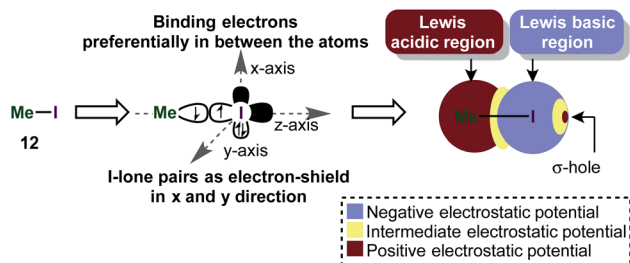 Binding electrons
preferentially in between the atoms
x-axis
Me
I
z-axis
y-axis
I-lone pairs as electron-shield
in x and y direction
Me
I
12
Lewis
acidic region
Lewis basic
region
Me
I
σ-hole
Negative electrostatic potential
Intermediate electrostatic potential
Positive electrostatic potential